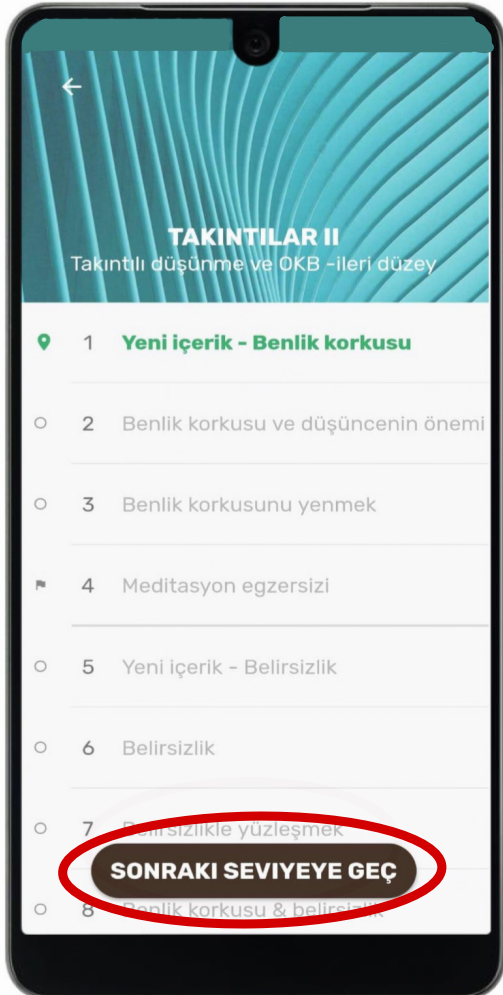 TAKINTILAR II
Takıntılı düşünme ve OKB -ileri düzey
1 Yeni içerik - Benlik korkusu
2 Benlik korkusu ve düşüncenin önemi
3 Benlik korkusunu yenmek
4 Meditasyon egzersizi
5 Yeni içerik - Belirsizlik
6 Belirsizlik
7 Belirsizlikle yüzleşmek
SONRAKI SEVIYEYE GEÇ
8 Benlik korkusu & belirsizlik